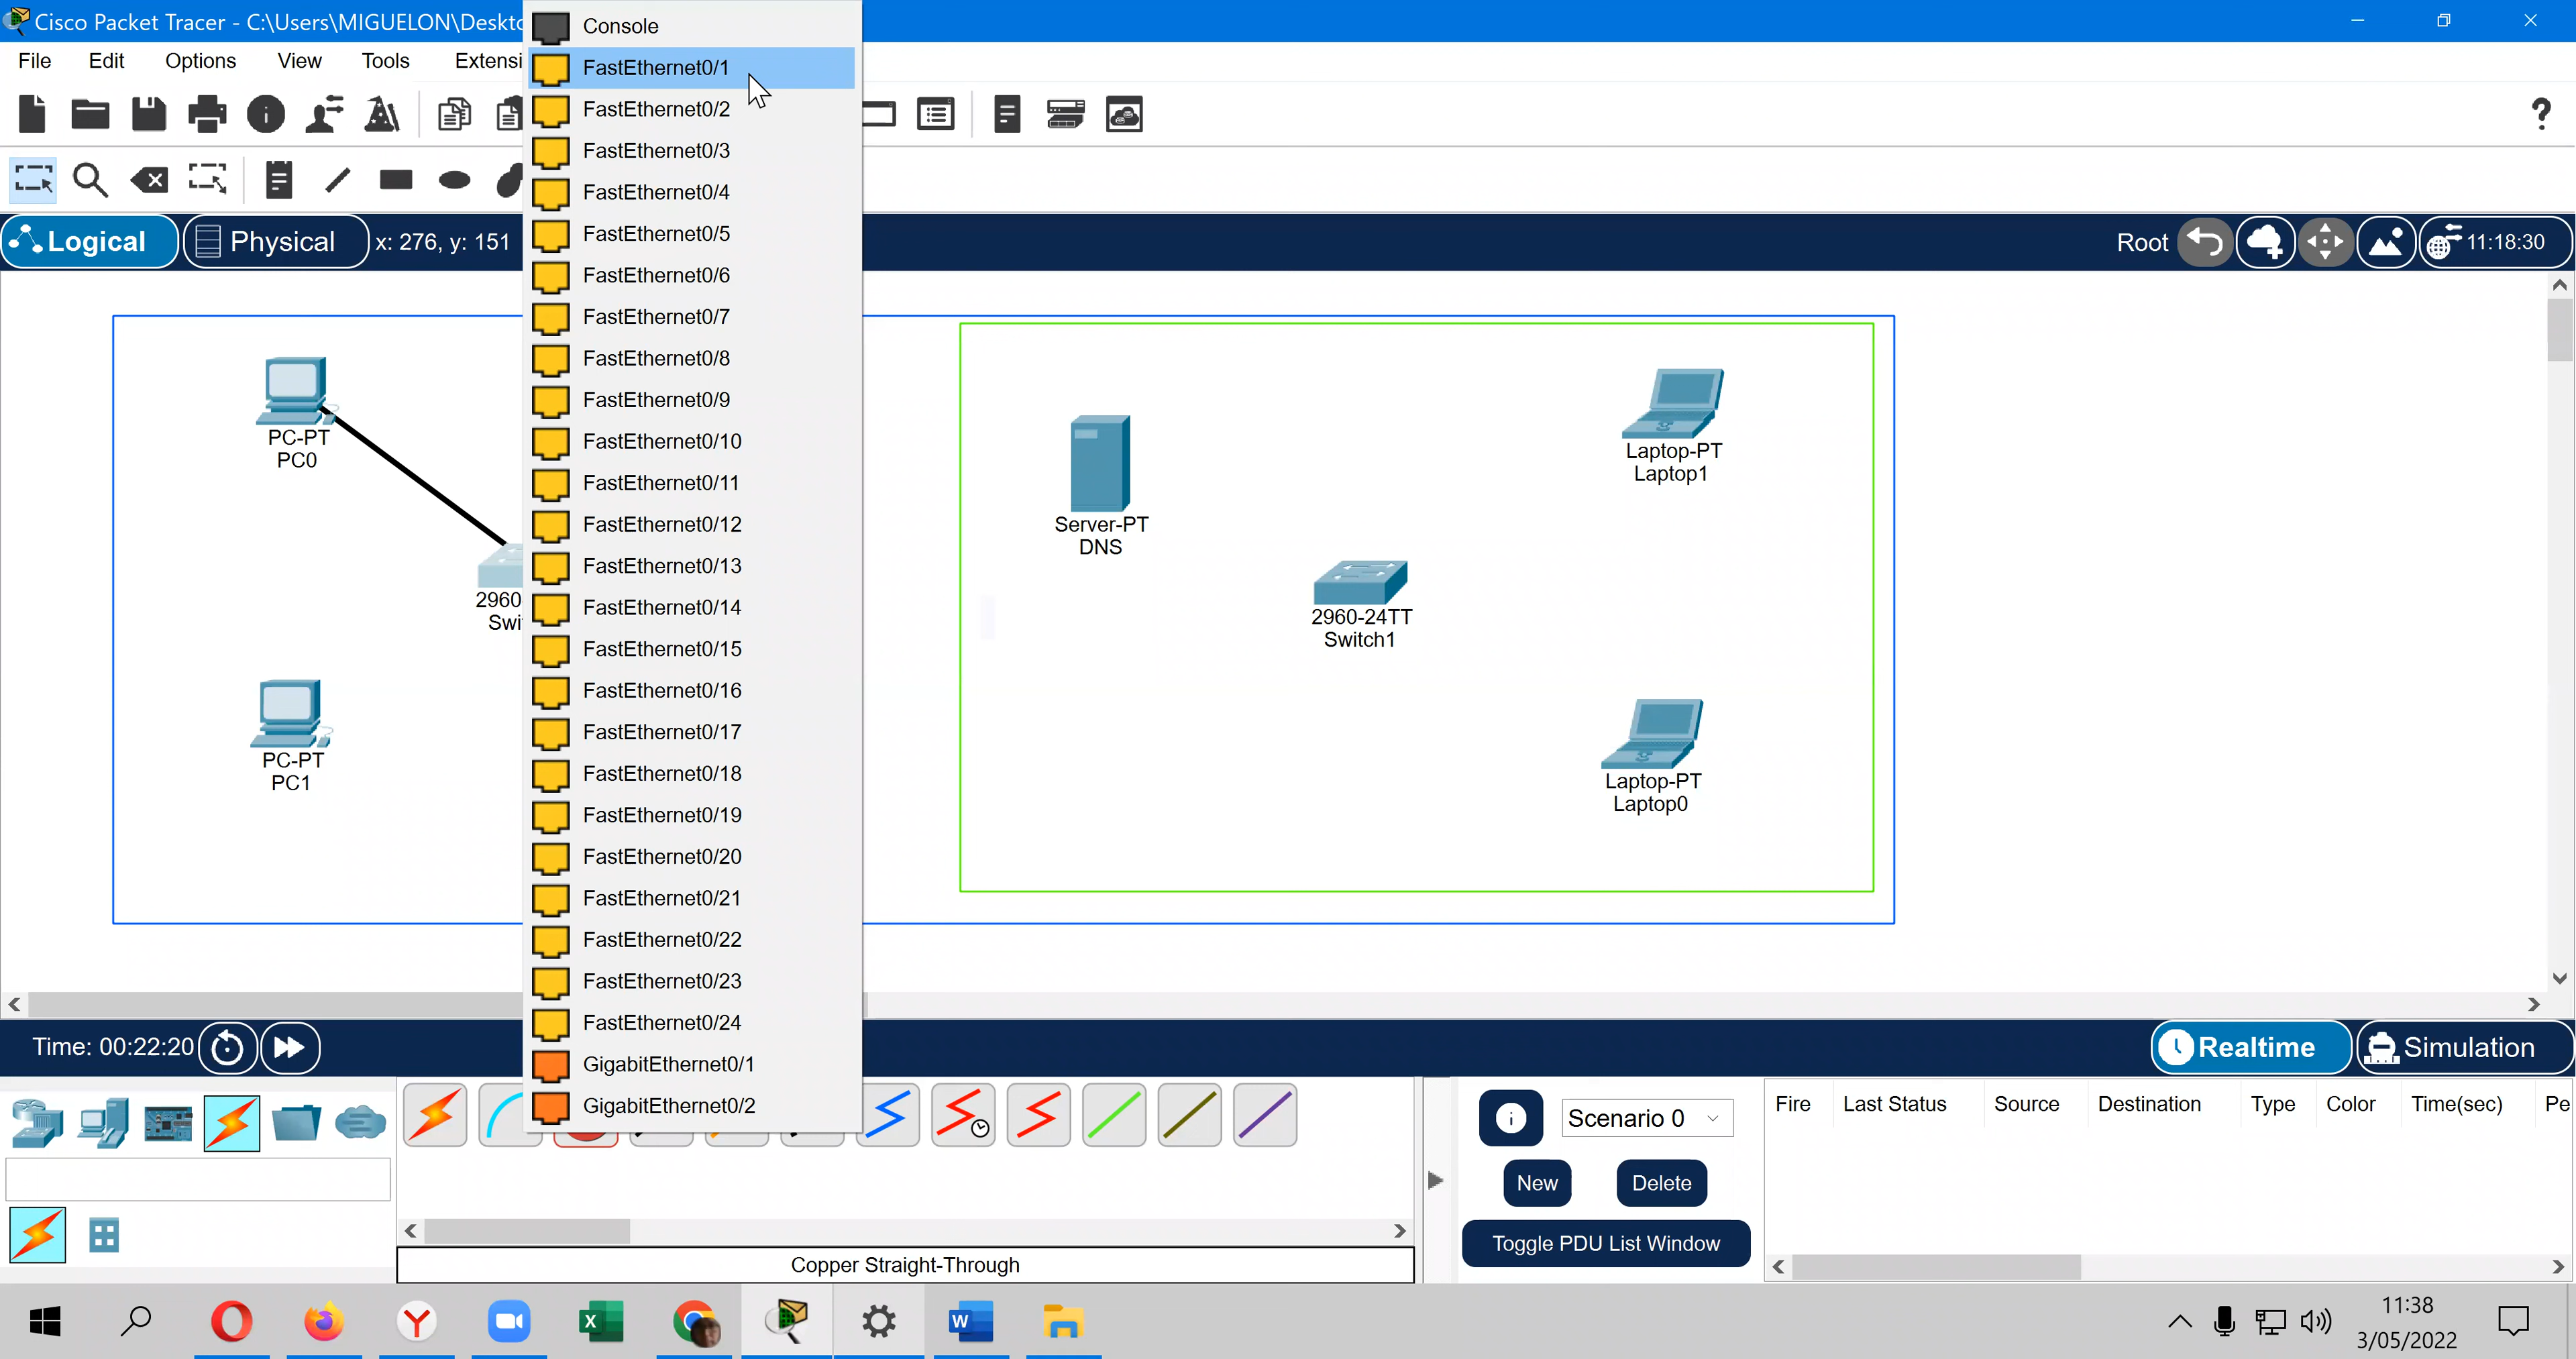 Cisco Packet Tracer - C:\Users\MIGUELON\Deskto
File Edit Options View Tools Extensi
Console
FastEthernet0/1
FastEthernet0/2
FastEthernet0/3
FastEthernet0/4
FastEthernet0/5
FastEthernet0/6
FastEthernet0/7
FastEthernet0/8
FastEthernet0/9
FastEthernet0/10
FastEthernet0/11
FastEthernet0/12
FastEthernet0/13
FastEthernet0/14
FastEthernet0/15
FastEthernet0/16
FastEthernet0/17
FastEthernet0/18
FastEthernet0/19
FastEthernet0/20
FastEthernet0/21
FastEthernet0/22
FastEthernet0/23
FastEthernet0/24
GigabitEthernet0/1
GigabitEthernet0/2
Logical Physical x: 276, y: 151
Root 11:18:30
PC-PT
PC0
2960
Swi
PC-PT
PC1
Server-PT
DNS
2960-24TT
Switch1
Laptop-PT
Laptop1
Laptop-PT
Laptop0
Time: 00:22:20
Realtime Simulation
Scenario 0
New Delete
Toggle PDU List Window
Fire Last Status Source Destination Type Color Time(sec) Pe
Copper Straight-Through
11:38
3/05/2022